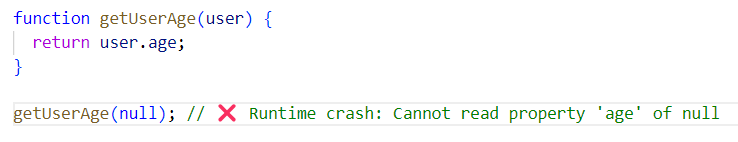 function getUserAge(user) {
  return user.age;
}
getUserAge(null); // ❌ Runtime crash: Cannot read property 'age' of null